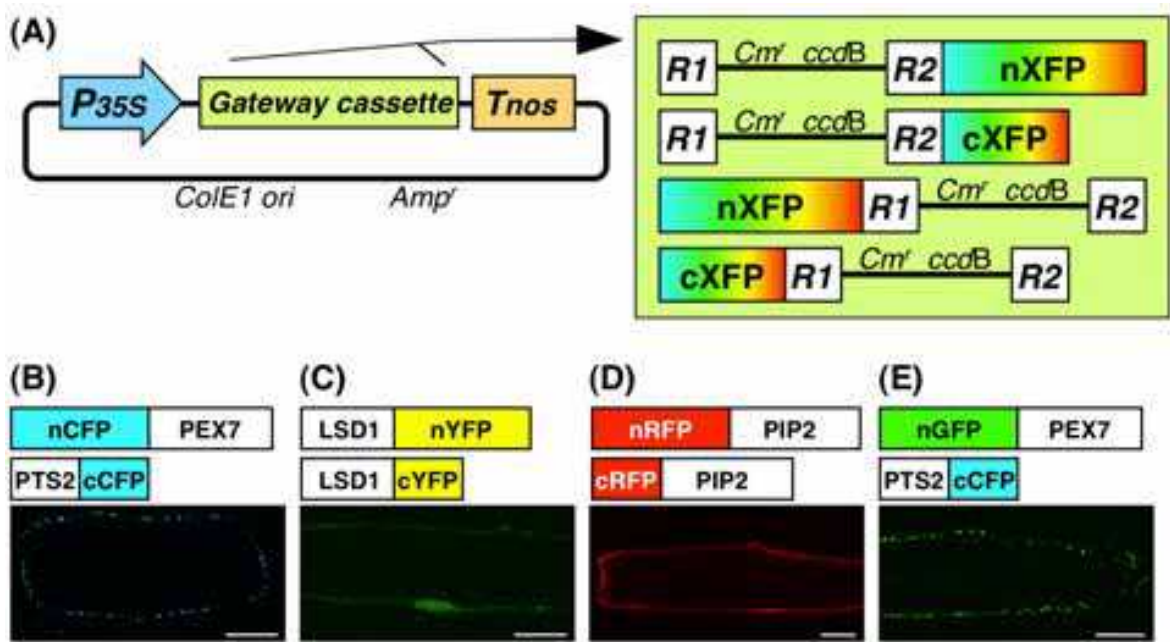 (A)
P35S Gateway cassette Tnos
ColE1 ori Ampʳ
R1 Cmʳ ccdB R2 nXFP
R1 Cmʳ ccdB R2 cXFP
nXFP R1 Cmʳ ccdB R2
cXFP R1 Cmʳ ccdB R2
(B) (C) (D) (E)
nCFP PEX7 LSD1 nYFP nRFP PIP2 nGFP PEX7
PTS2 cCFP LSD1 cYFP cRFP PIP2 PTS2 cCFP